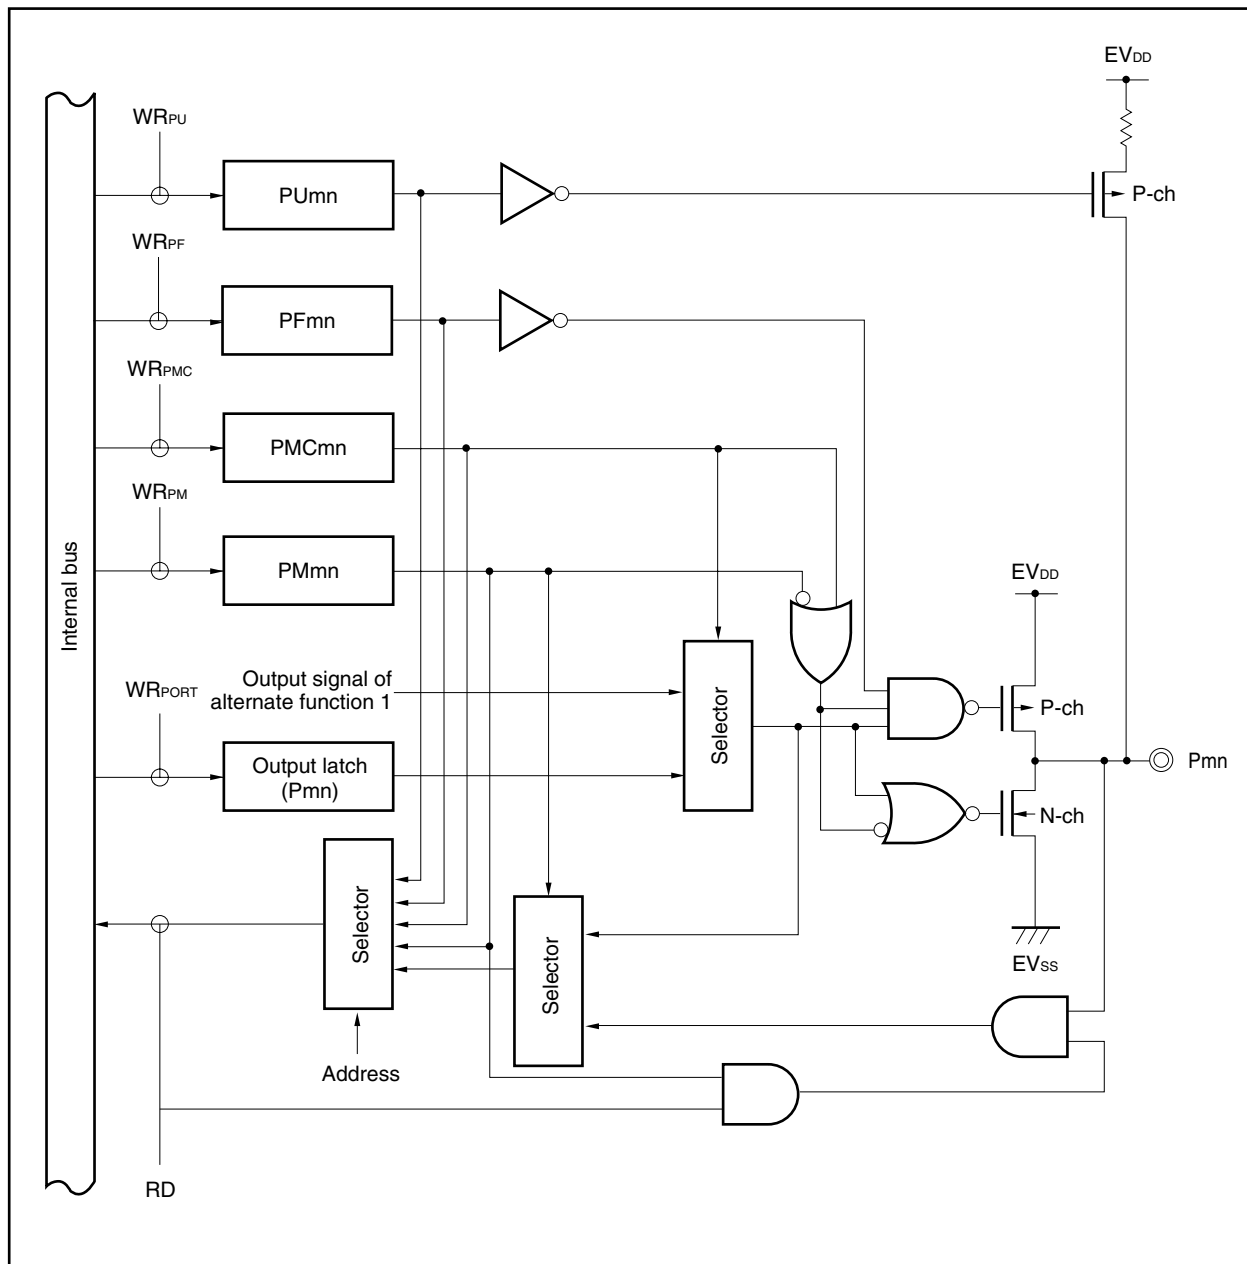 EVDD
WRPU
PUmn
P-ch
WRPF
PFmn
WRPMC
PMCmn
WRPM
PMmn
EVDD
Internal bus
Output signal of
alternate function 1
WRPORT
Selector
P-ch
Output latch
(Pmn)
Pmn
N-ch
Selector
Selector
EVSS
Address
RD